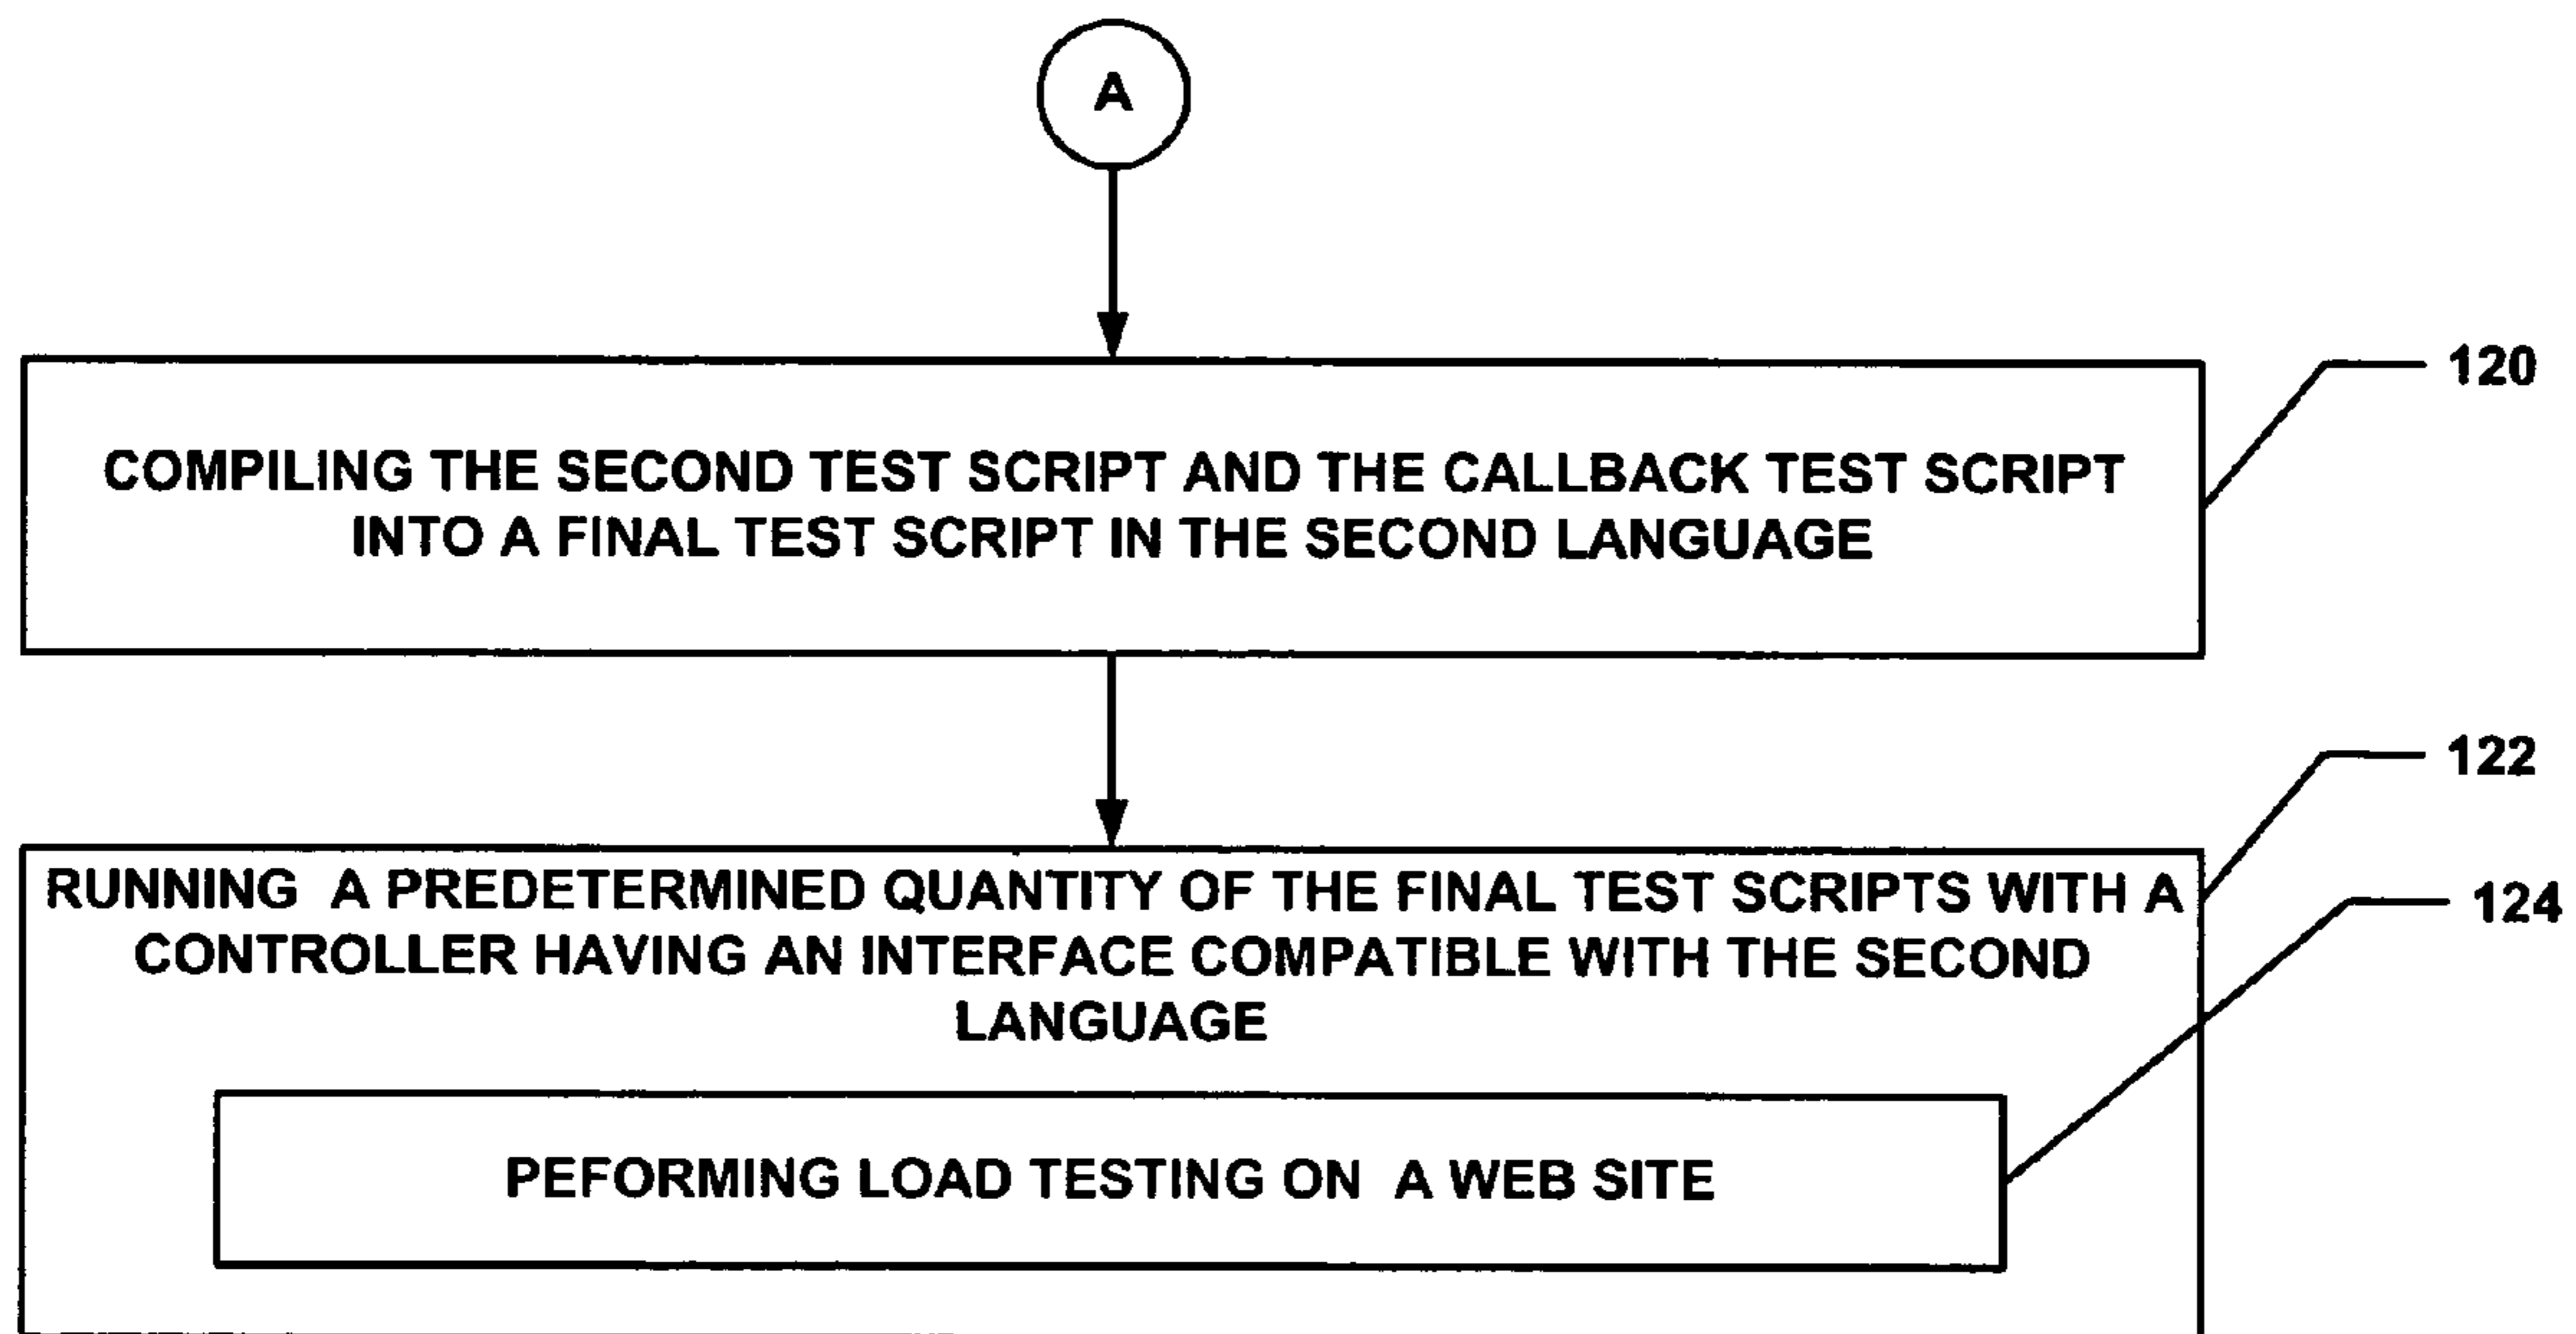 A
120
COMPILING THE SECOND TEST SCRIPT AND THE CALLBACK TEST SCRIPT
INTO A FINAL TEST SCRIPT IN THE SECOND LANGUAGE
122
RUNNING A PREDETERMINED QUANTITY OF THE FINAL TEST SCRIPTS WITH A
124
CONTROLLER HAVING AN INTERFACE COMPATIBLE WITH THE SECOND
LANGUAGE
PEFORMING LOAD TESTING ON A WEB SITE